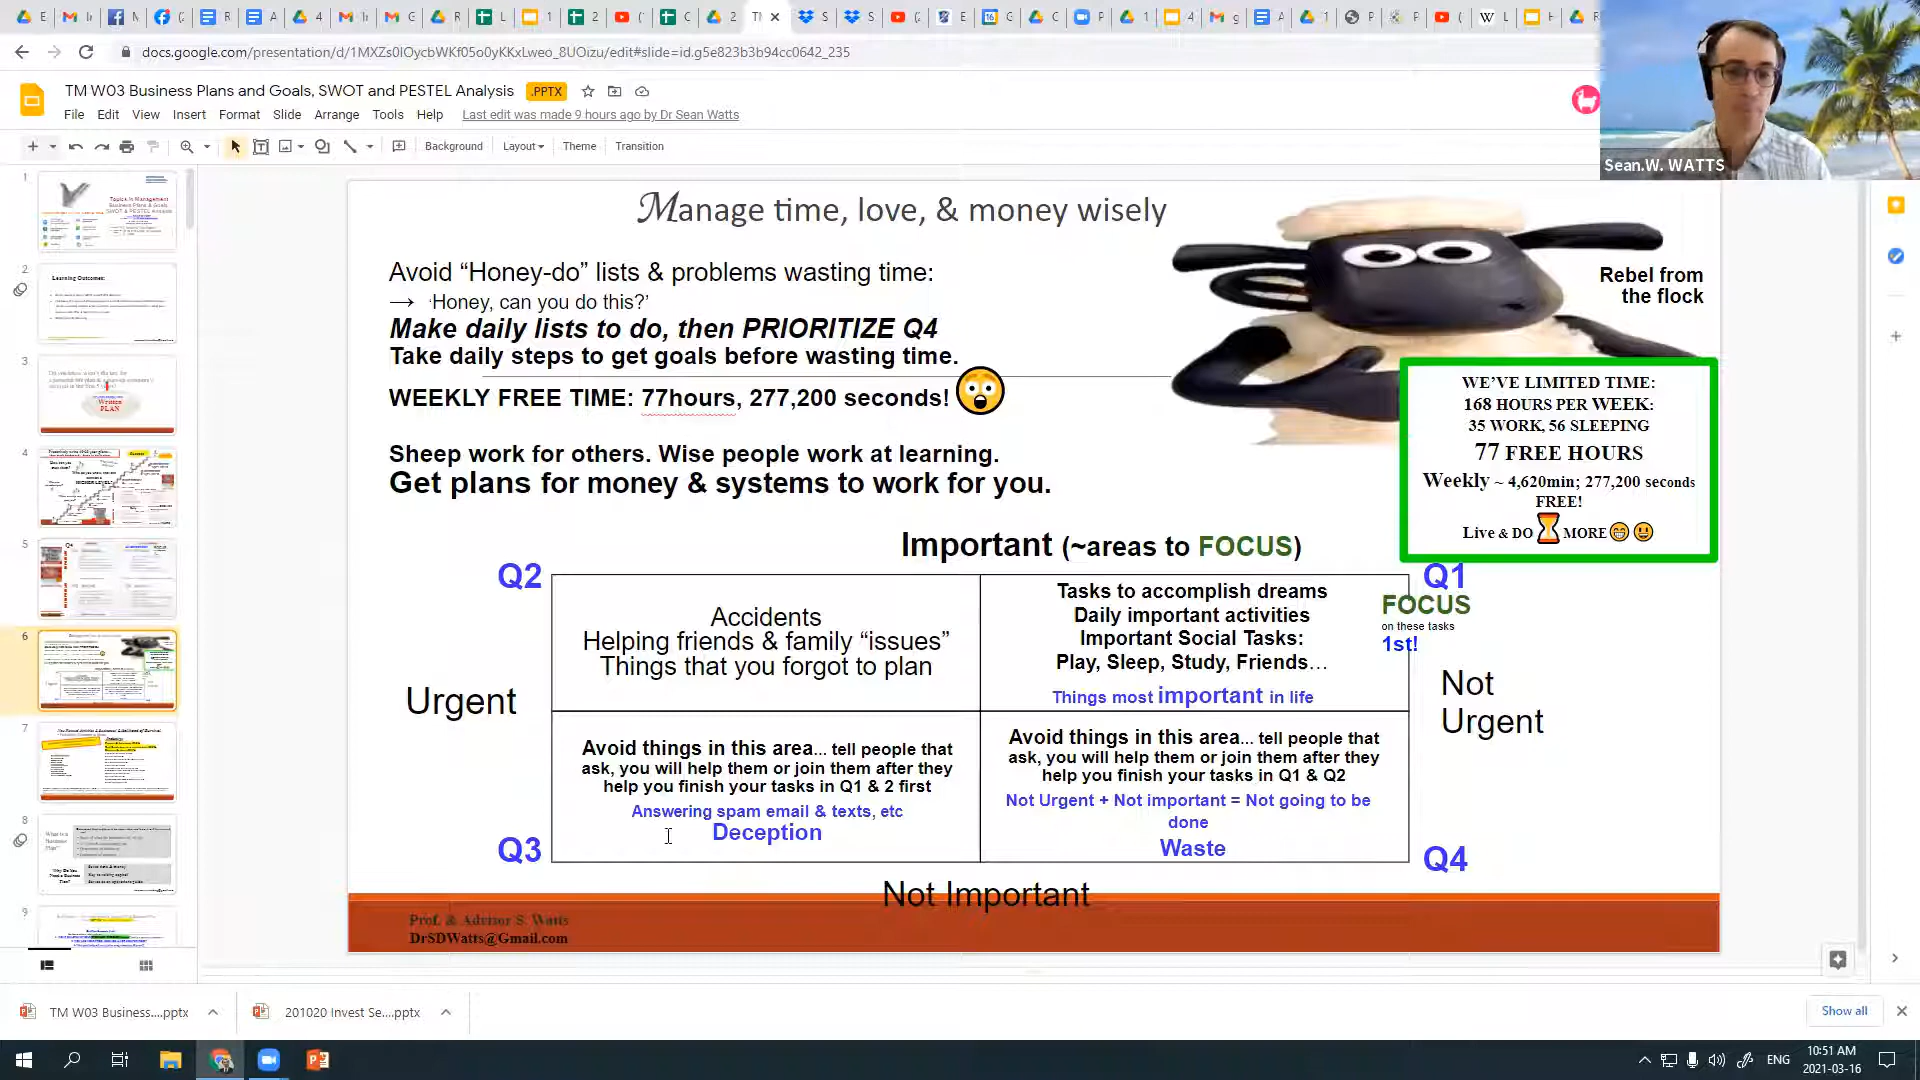 docs.google.com/presentation/d/1MXZs0lOycbWKf05o0yKKxLweo_8UOizu/edit#slide=id.g5e823b3b94cc0642_235
TM W03 Business Plans and Goals, SWOT and PESTEL Analysis .PPTX
File Edit View Insert Format Slide Arrange Tools Help Last edit was made 9 hours ago by Dr Sean Watts
Background Layout Theme Transition
Sean.W. WATTS
Manage time, love, & money wisely
Avoid “Honey-do” lists & problems wasting time:
→ ‘Honey, can you do this?’
Make daily lists to do, then PRIORITIZE Q4
Take daily steps to get goals before wasting time.
WEEKLY FREE TIME: 77hours, 277,200 seconds!
Sheep work for others. Wise people work at learning.
Get plans for money & systems to work for you.
Rebel from
the flock
WE’VE LIMITED TIME:
168 HOURS PER WEEK:
35 WORK, 56 SLEEPING
77 FREE HOURS
Weekly ~ 4,620min; 277,200 seconds
FREE!
Live & DO MORE
Important (~areas to FOCUS)
Q2
Q1
FOCUS
on these tasks
1st!
Accidents
Helping friends & family “issues”
Things that you forgot to plan
Tasks to accomplish dreams
Daily important activities
Important Social Tasks:
Play, Sleep, Study, Friends…
Things most important in life
Urgent
Not
Urgent
Avoid things in this area... tell people that
ask, you will help them or join them after they
help you finish your tasks in Q1 & 2 first
Answering spam email & texts, etc
Deception
Avoid things in this area... tell people that
ask, you will help them or join them after they
help you finish your tasks in Q1 & Q2
Not Urgent + Not important = Not going to be
done
Waste
Q3
Q4
Not Important
Prof. & Advisor S. Watts
DrSDWatts@Gmail.com
1
2
Learning Outcomes:
3
Written
PLAN
4
5
6
7
8
9
TM W03 Business....pptx
201020 Invest Se....pptx
Show all
ENG
10:51 AM
2021-03-16